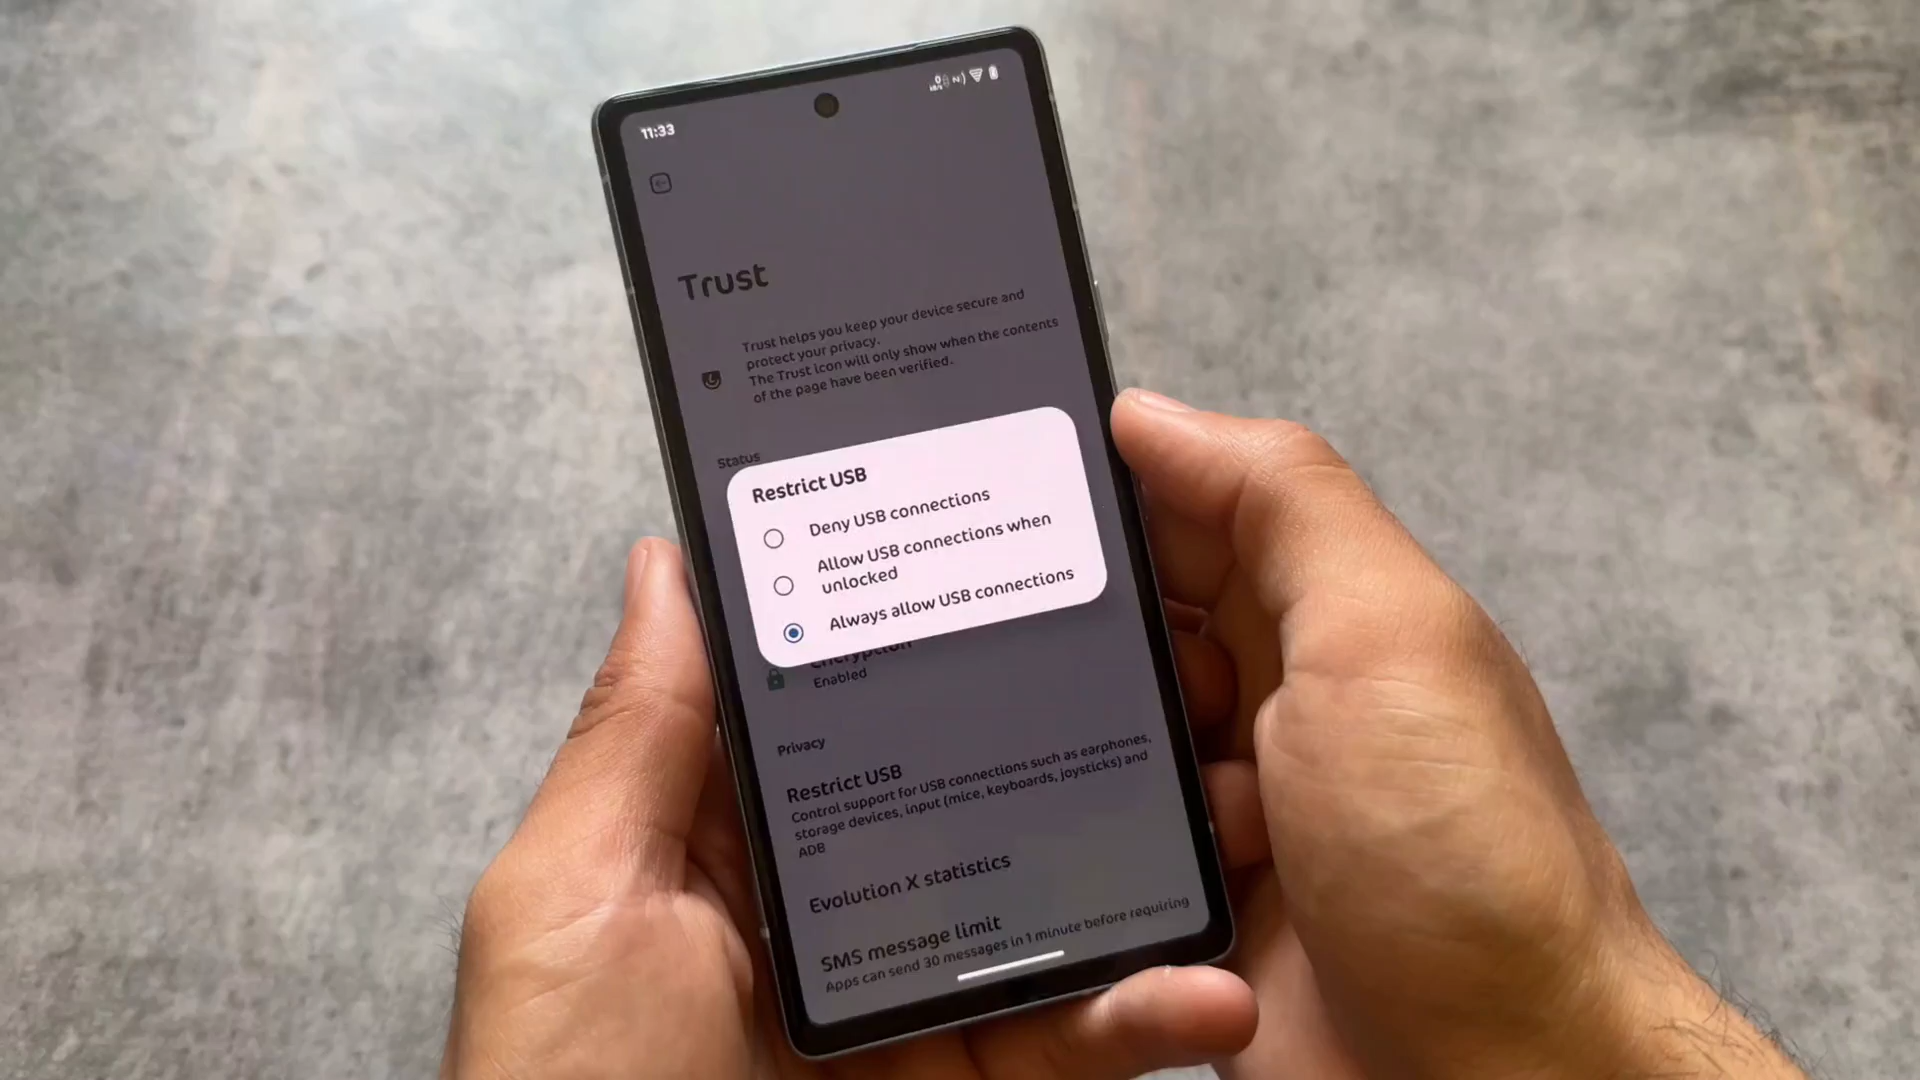 11:33
0
kB/s
Trust
Trust helps you keep your device secure and
protect your privacy.
The Trust icon will only show when the contents
of the page have been verified.
Status
Restrict USB
Deny USB connections
Allow USB connections when
unlocked
Always allow USB connections
Encryption
Enabled
Privacy
Restrict USB
Control support for USB connections such as earphones,
storage devices, input (mice, keyboards, joysticks) and
ADB
Evolution X statistics
SMS message limit
Apps can send 30 messages in 1 minute before requiring